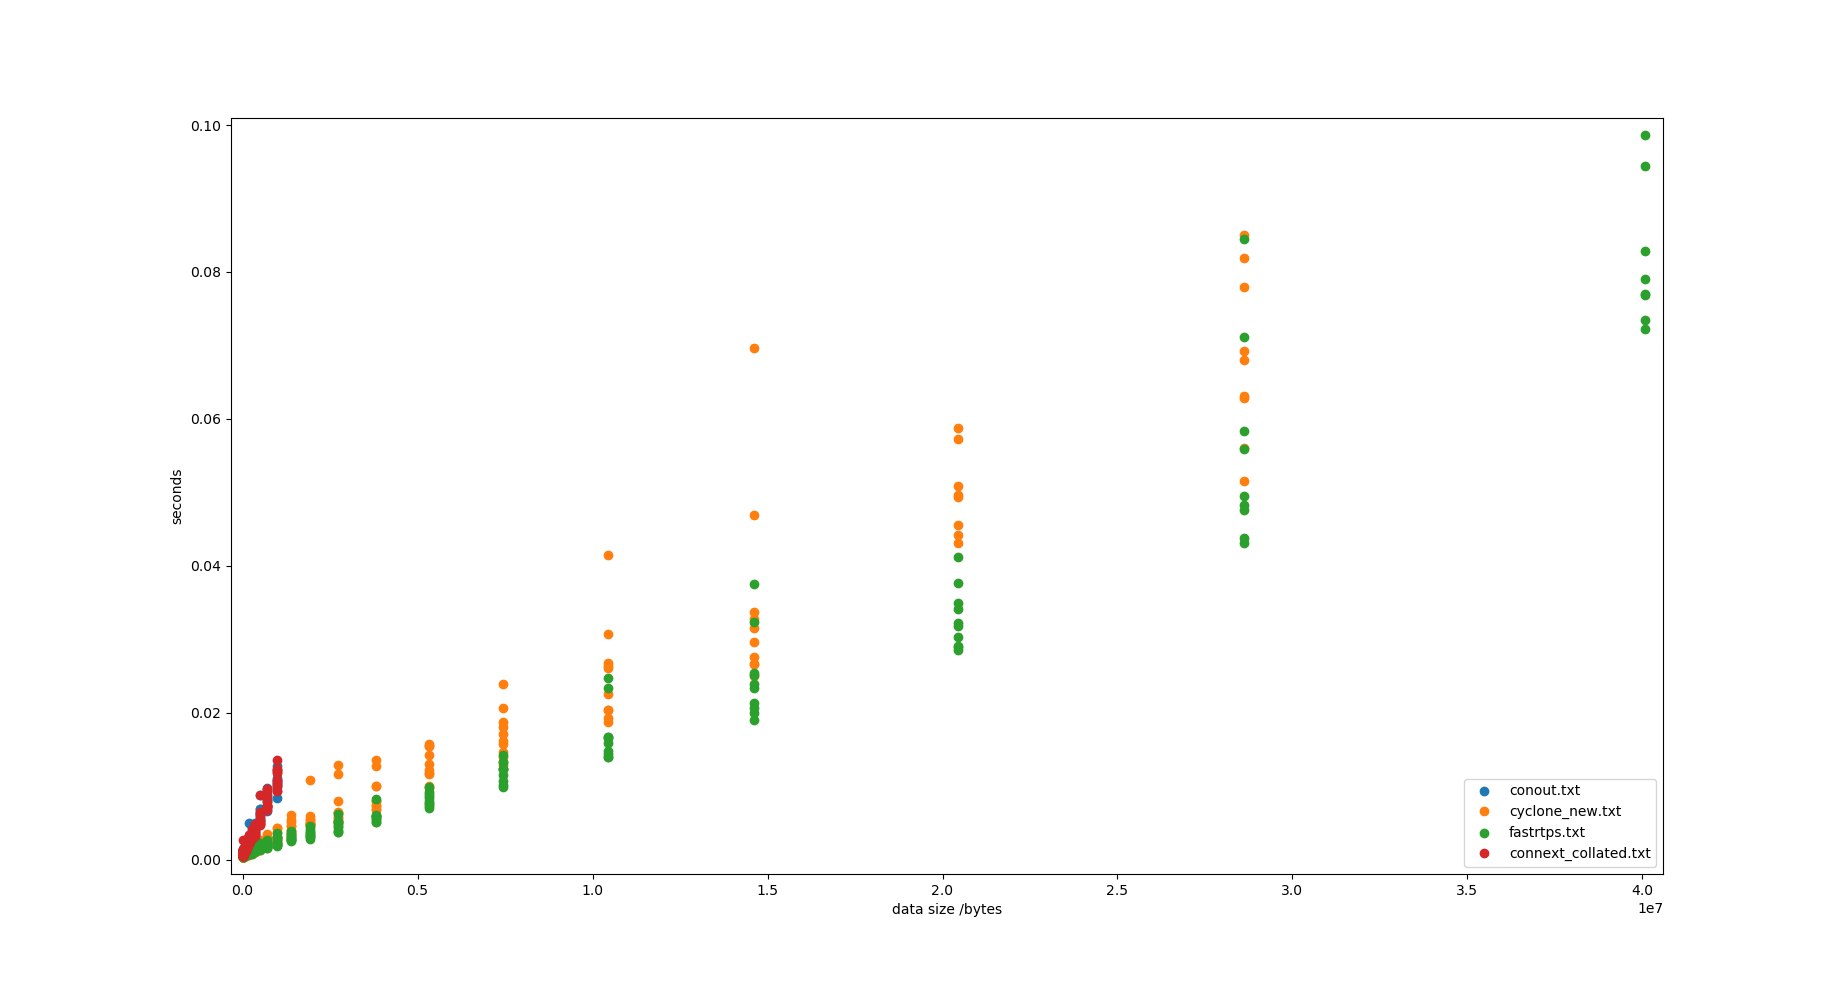 0.10
0.08
0.06
0.04
0.02
0.00
seconds
0.0 0.5 1.0 1.5 2.0 2.5 3.0 3.5 4.0
1e7
data size /bytes
conout.txt
cyclone_new.txt
fastrtps.txt
connext_collated.txt